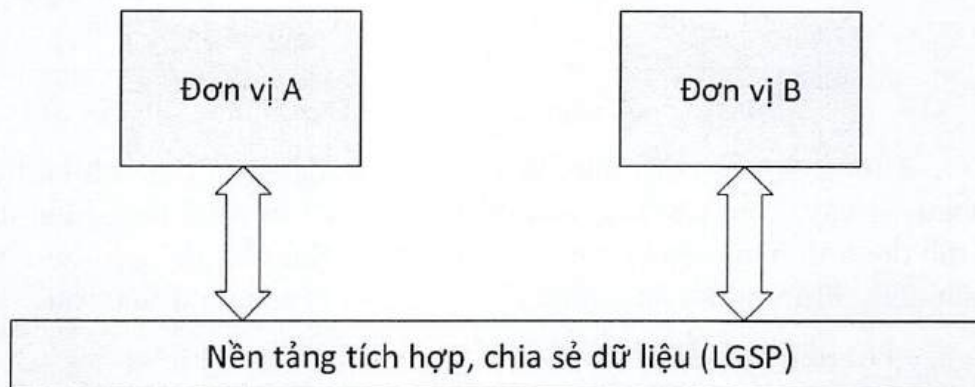 Đơn vị A
Đơn vị B
Nền tảng tích hợp, chia sẻ dữ liệu (LGSP)